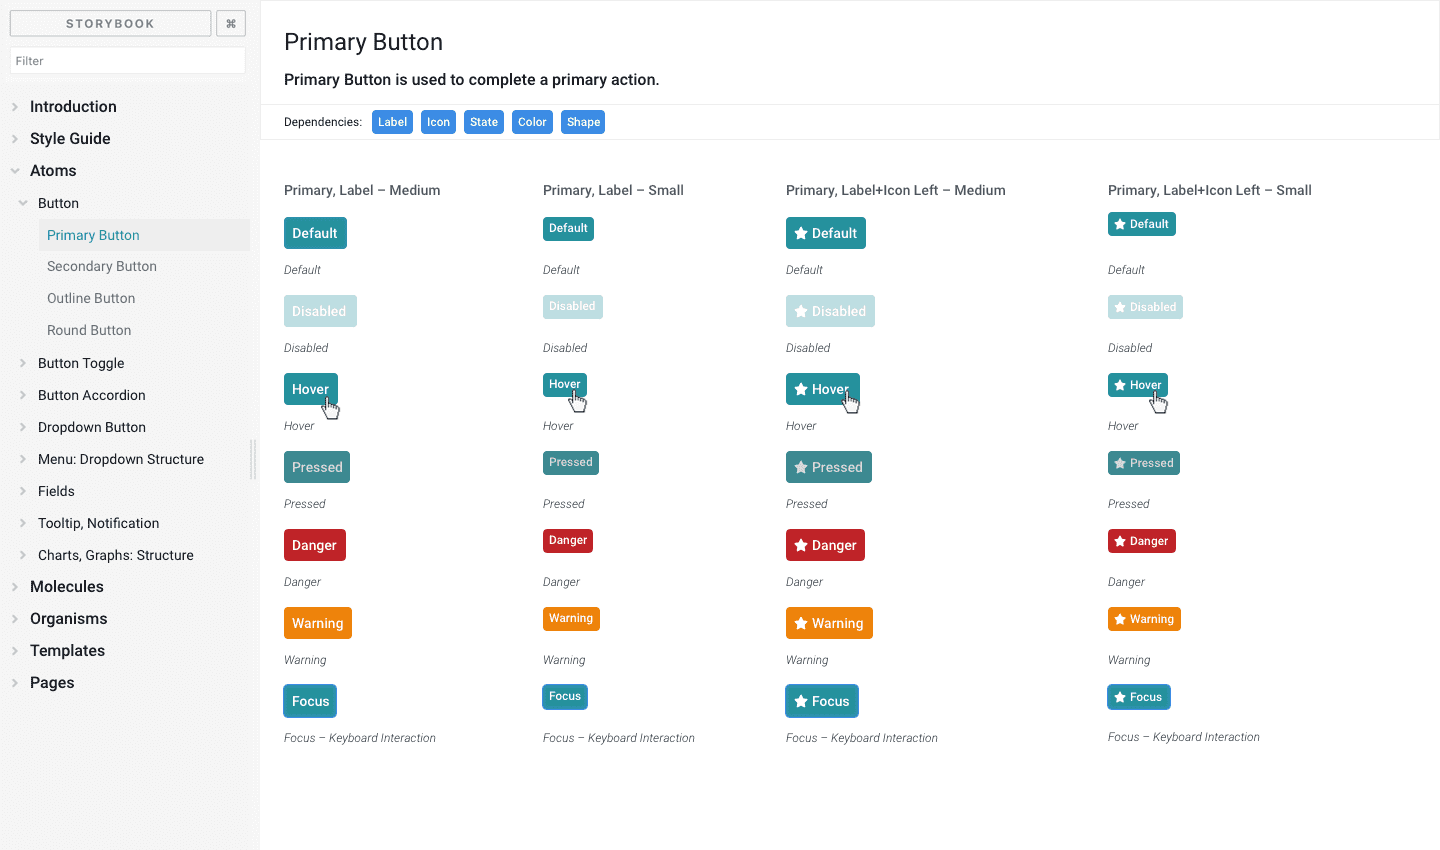 STORYBOOK ⌘
Filter
Introduction
Style Guide
Atoms
Button
Primary Button
Secondary Button
Outline Button
Round Button
Button Toggle
Button Accordion
Dropdown Button
Menu: Dropdown Structure
Fields
Tooltip, Notification
Charts, Graphs: Structure
Molecules
Organisms
Templates
Pages
Primary Button
Primary Button is used to complete a primary action.
Dependencies: Label Icon State Color Shape
Primary, Label – Medium
Default
Default
Disabled
Disabled
Hover
Hover
Pressed
Pressed
Danger
Danger
Warning
Warning
Focus
Focus – Keyboard Interaction
Primary, Label – Small
Default
Default
Disabled
Disabled
Hover
Hover
Pressed
Pressed
Danger
Danger
Warning
Warning
Focus
Focus – Keyboard Interaction
Primary, Label+Icon Left – Medium
Default
Default
Disabled
Disabled
Hover
Hover
Pressed
Pressed
Danger
Danger
Warning
Warning
Focus
Focus – Keyboard Interaction
Primary, Label+Icon Left – Small
Default
Default
Disabled
Disabled
Hover
Hover
Pressed
Pressed
Danger
Danger
Warning
Warning
Focus
Focus – Keyboard Interaction